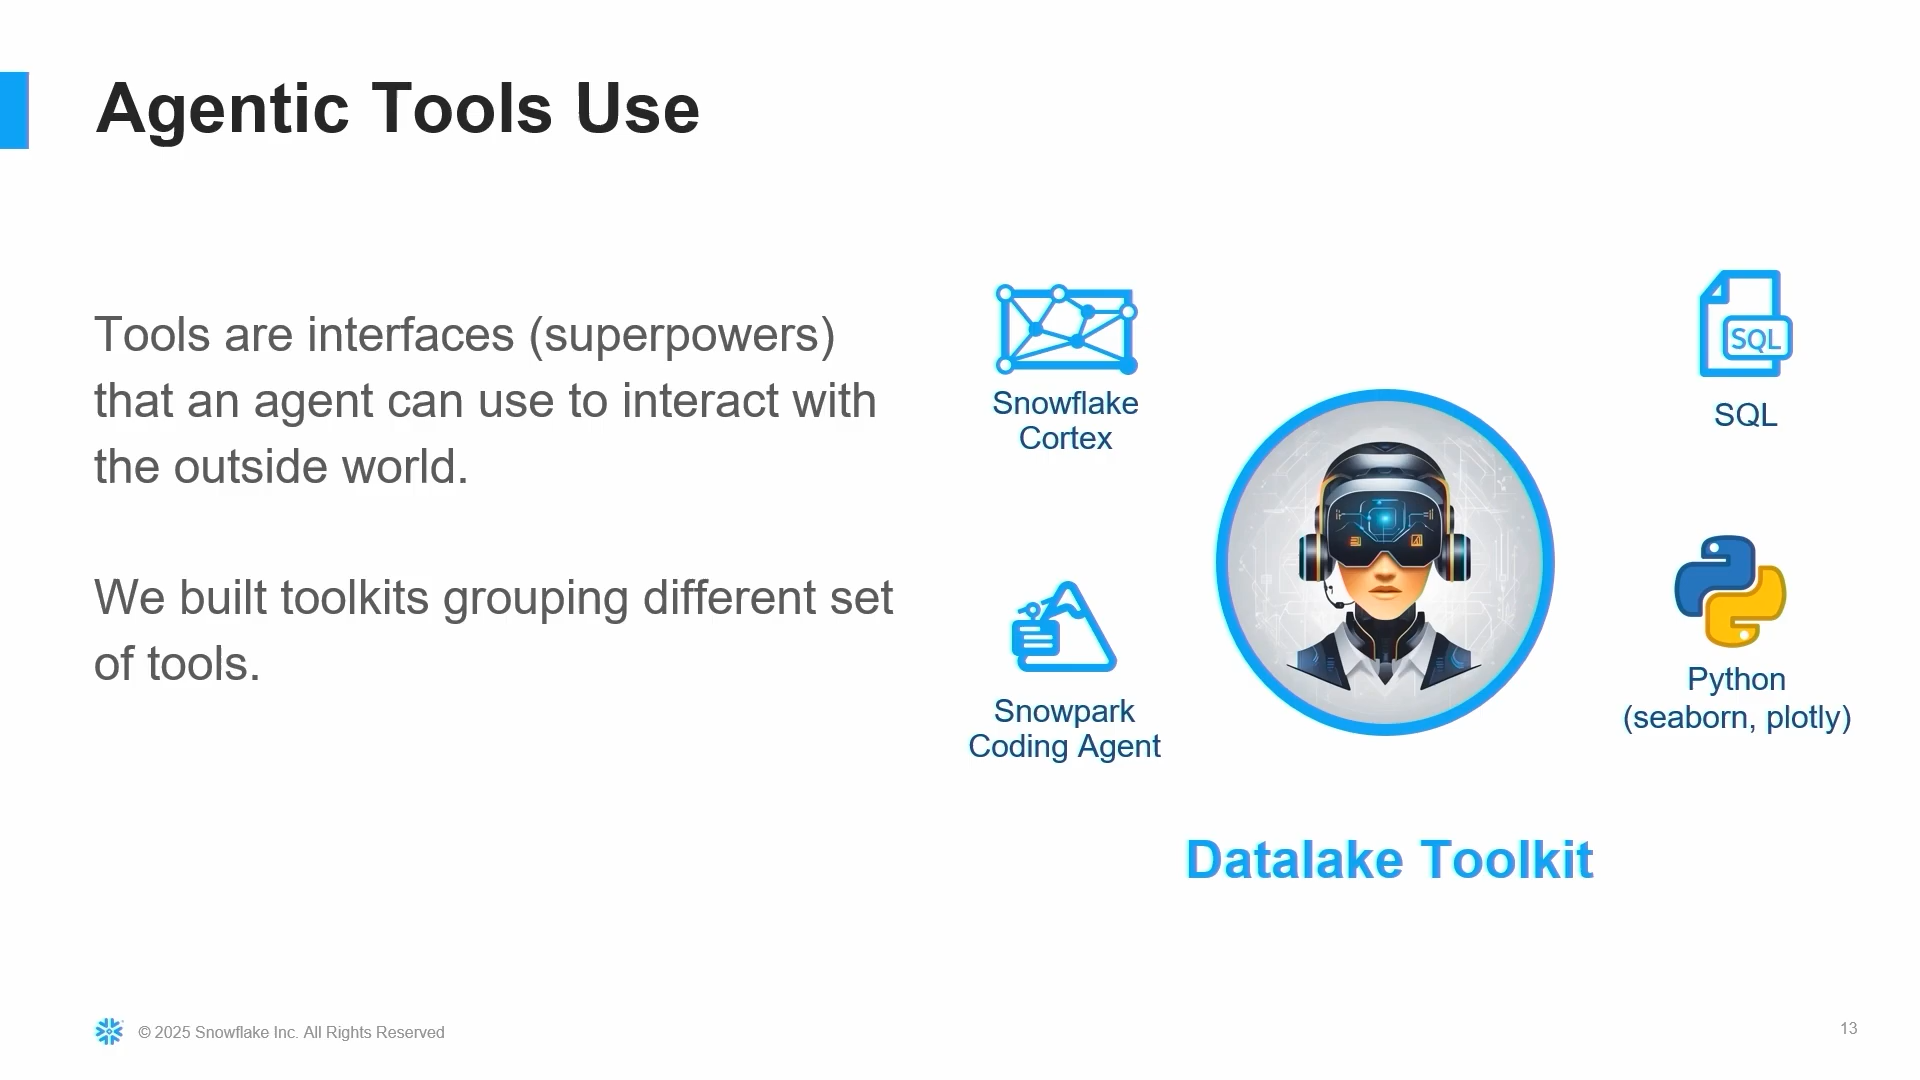 Agentic Tools Use
Tools are interfaces (superpowers)
that an agent can use to interact with
the outside world.
We built toolkits grouping different set
of tools.
Snowflake
Cortex
SQL
SQL
Snowpark
Coding Agent
Python
(seaborn, plotly)
Datalake Toolkit
© 2025 Snowflake Inc. All Rights Reserved
13